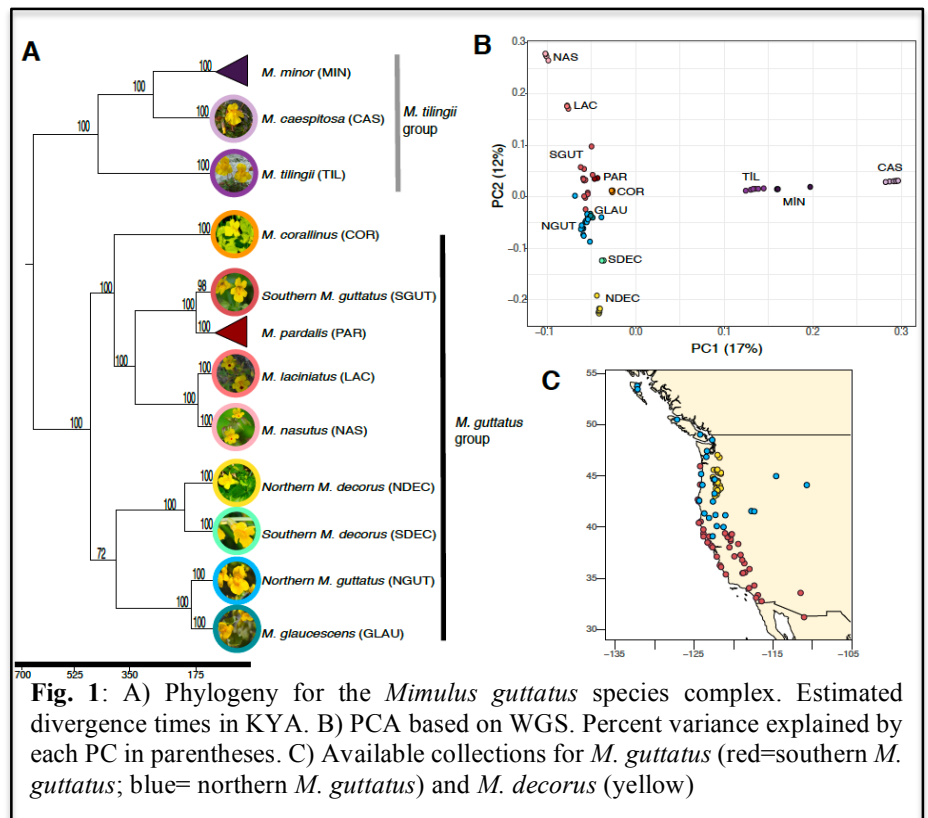 A
100
M. minor (MIN)
100
100
M. caespitosa (CAS)
100
100
M. tilingii (TIL)
M. tilingii
group
100
M. corallinus (COR)
100
98
Southern M. guttatus (SGUT)
100
100
M. pardalis (PAR)
100
100
M. laciniatus (LAC)
100
100
100
M. nasutus (NAS)
100
M. guttatus
group
100
Northern M. decorus (NDEC)
100
100
Southern M. decorus (SDEC)
72
100
Northern M. guttatus (NGUT)
100
100
M. glaucescens (GLAU)
700
525
350
175
B
0.3
0.2
0.1
0.0
−0.1
−0.2
PC2 (12%)
NAS
LAC
SGUT
PAR
COR
TIL
MIN
CAS
GLAU
NGUT
SDEC
NDEC
−0.1
0.0
0.1
0.2
0.3
PC1 (17%)
C
55
50
45
40
35
30
−135
−125
−115
−105
Fig. 1: A) Phylogeny for the Mimulus guttatus species complex. Estimated
divergence times in KYA. B) PCA based on WGS. Percent variance explained by
each PC in parentheses. C) Available collections for M. guttatus (red=southern M.
guttatus; blue= northern M. guttatus) and M. decorus (yellow)